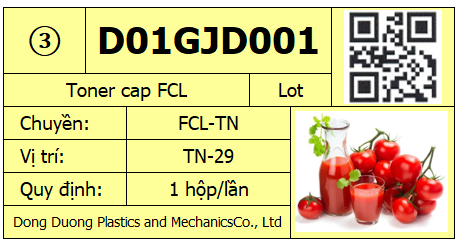 ③ D01GJD001
Toner cap FCL Lot
Chuyền: FCL-TN
Vị trí: TN-29
Quy định: 1 hộp/lần
Dong Duong Plastics and MechanicsCo., Ltd